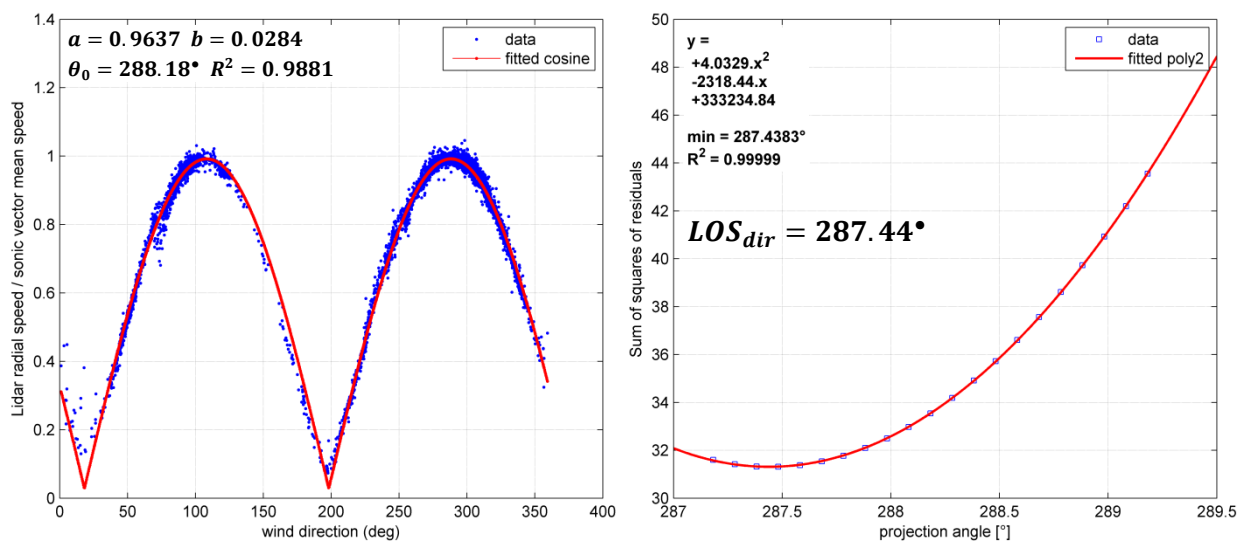 a = 0.9637 b = 0.0284
θ₀ = 288.18° R² = 0.9881
data
fitted cosine
Lidar radial speed / sonic vector mean speed
1.4
1.2
1
0.8
0.6
0.4
0.2
0
0 50 100 150 200 250 300 350 400
wind direction (deg)
y =
+4.0329.x²
-2318.44.x
+333234.84
min = 287.4383°
R² = 0.99999
LOS_dir = 287.44°
data
fitted poly2
Sum of squares of residuals
50
48
46
44
42
40
38
36
34
32
30
287 287.5 288 288.5 289 289.5
projection angle [°]